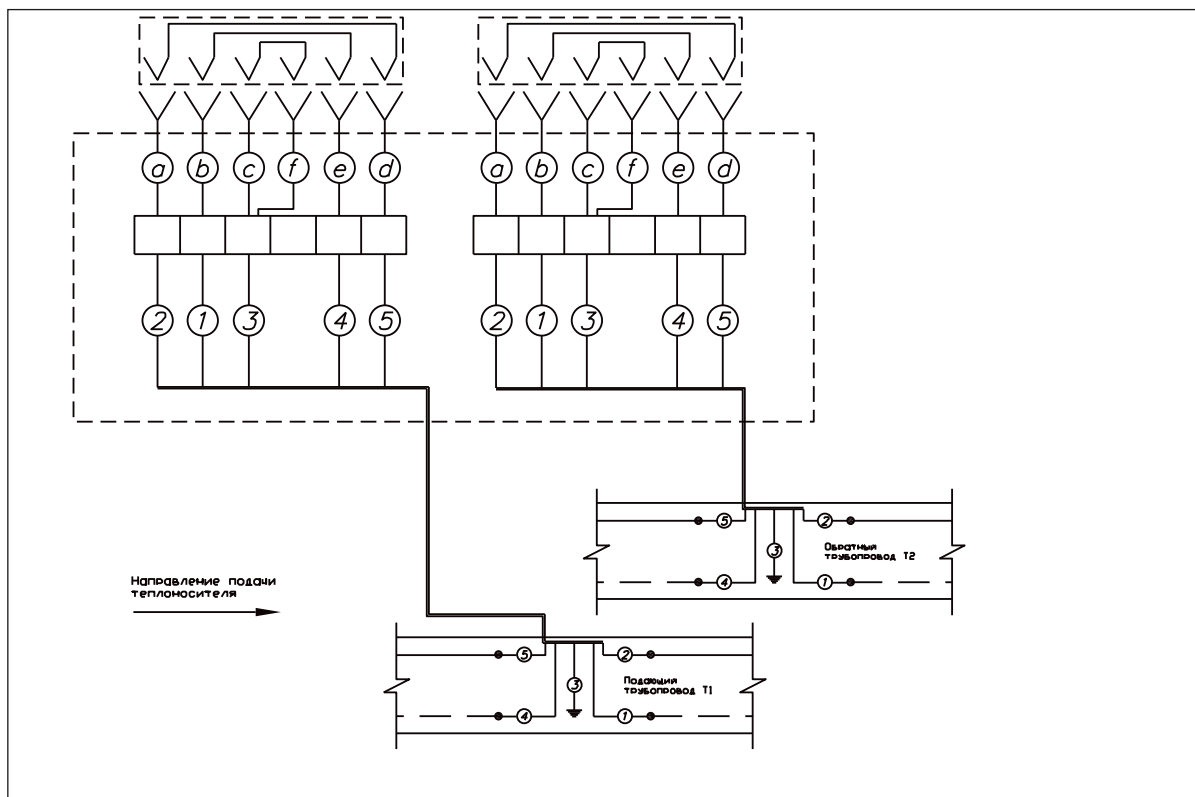 a b c f e d a b c f e d
2 1 3 4 5 2 1 3 4 5
5 2
3
Обратный
трубопровод Т2
4 1
Направление подачи
теплоносителя
5 2
3
Подающий
трубопровод Т1
4 1